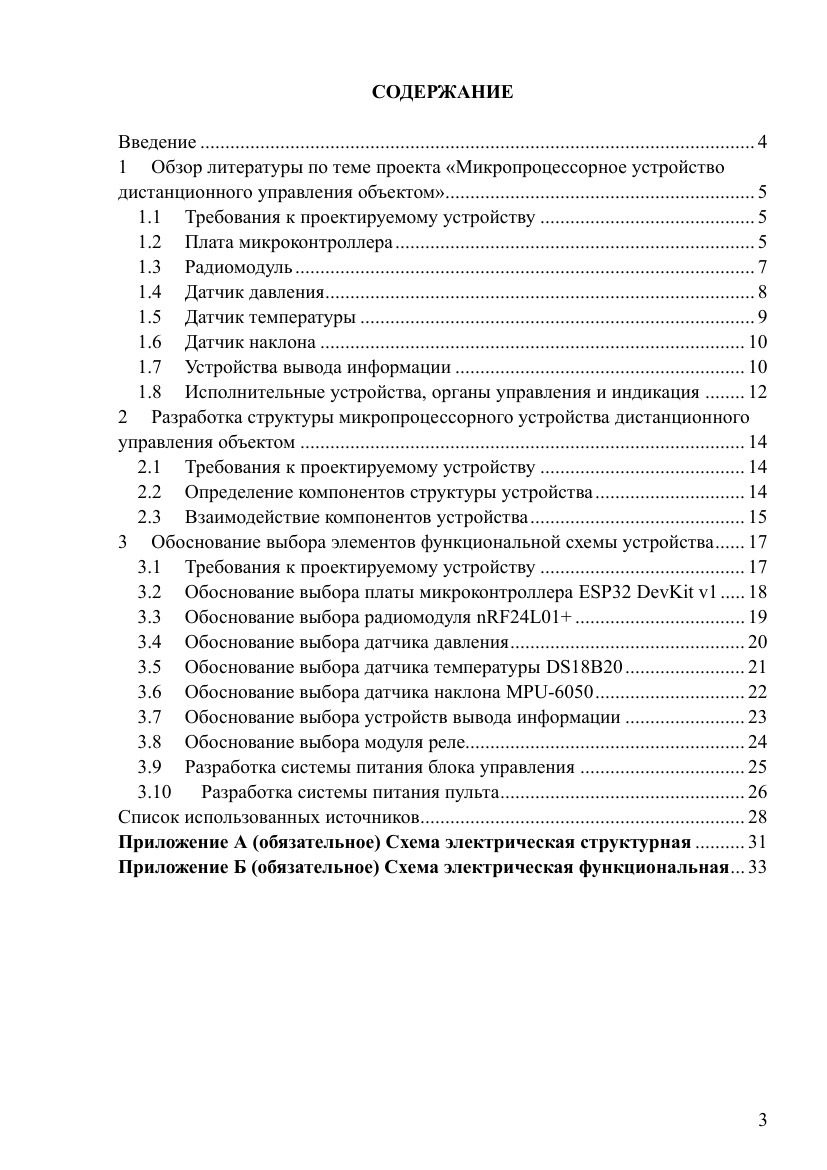 СОДЕРЖАНИЕ
Введение ..................................................................................................................... 4
1 Обзор литературы по теме проекта «Микропроцессорное устройство
дистанционного управления объектом»................................................................. 5
1.1 Требования к проектируемому устройству ............................................. 5
1.2 Плата микроконтроллера............................................................................ 5
1.3 Радиомодуль................................................................................................. 7
1.4 Датчик давления.......................................................................................... 8
1.5 Датчик температуры ................................................................................... 9
1.6 Датчик наклона ......................................................................................... 10
1.7 Устройства вывода информации ............................................................. 10
1.8 Исполнительные устройства, органы управления и индикация ........ 12
2 Разработка структуры микропроцессорного устройства дистанционного
управления объектом .............................................................................................. 14
2.1 Требования к проектируемому устройству ........................................... 14
2.2 Определение компонентов структуры устройства................................ 14
2.3 Взаимодействие компонентов устройства............................................. 15
3 Обоснование выбора элементов функциональной схемы устройства...... 17
3.1 Требования к проектируемому устройству ........................................... 17
3.2 Обоснование выбора платы микроконтроллера ESP32 DevKit v1 ..... 18
3.3 Обоснование выбора радиомодуля nRF24L01+ .................................... 19
3.4 Обоснование выбора датчика давления.................................................. 20
3.5 Обоснование выбора датчика температуры DS18B20......................... 21
3.6 Обоснование выбора датчика наклона MPU-6050................................ 22
3.7 Обоснование выбора устройств вывода информации ......................... 23
3.8 Обоснование выбора модуля реле........................................................... 24
3.9 Разработка системы питания блока управления .................................. 25
3.10 Разработка системы питания пульта.................................................... 26
Список использованных источников..................................................................... 28
Приложение А (обязательное) Схема электрическая структурная .......... 31
Приложение Б (обязательное) Схема электрическая функциональная... 33
3